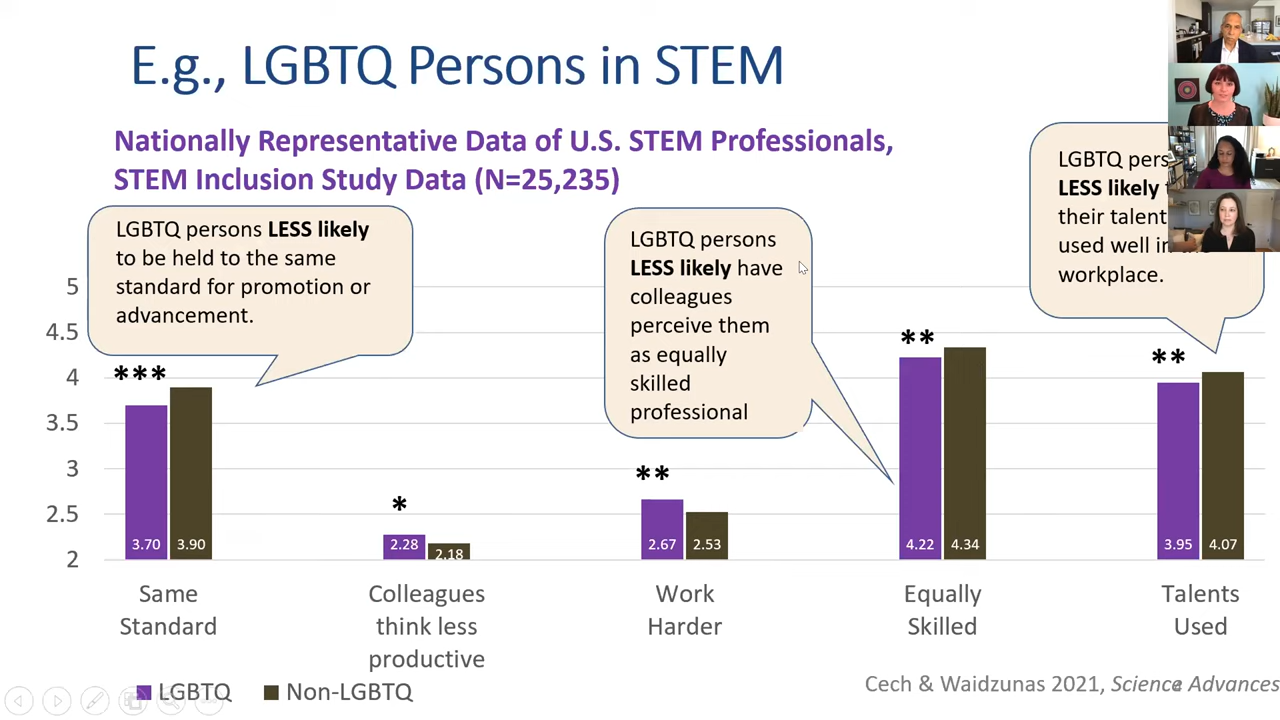 E.g., LGBTQ Persons in STEM
Nationally Representative Data of U.S. STEM Professionals,
STEM Inclusion Study Data (N=25,235)
LGBTQ persons LESS likely
to be held to the same
standard for promotion or
advancement.
LGBTQ persons
LESS likely have
colleagues
perceive them
as equally
skilled
professional
LGBTQ
LESS likely
their
used well
workplace.
5
4.5
4
3.5
3
2.5
2
***
*
**
**
**
3.70
3.90
2.28
2.18
2.67
2.53
4.22
4.34
3.95
4.07
Same
Standard
Colleagues
think less
productive
Work
Harder
Equally
Skilled
Talents
Used
LGBTQ
Non-LGBTQ
Cech & Waidzunas 2021, Science Advances